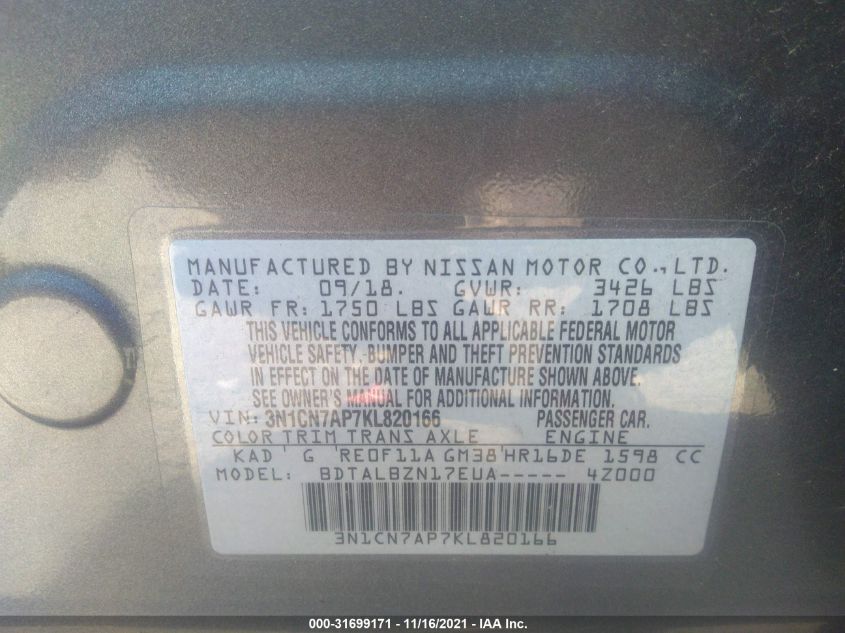 MANUFACTURED BY NISSAN MOTOR CO.,LTD.
DATE: 09/18. GVWR: 3426 LBS
GAWR FR: 1750 LBS GAWR RR: 1708 LBS
THIS VEHICLE CONFORMS TO ALL APPLICABLE FEDERAL MOTOR
VEHICLE SAFETY, BUMPER AND THEFT PREVENTION STANDARDS
IN EFFECT ON THE DATE OF MANUFACTURE SHOWN ABOVE.
SEE OWNER'S MANUAL FOR ADDITIONAL INFORMATION.
VIN: 3N1CN7AP7KL820166 PASSENGER CAR.
COLOR TRIM TRANS AXLE ENGINE
KAD G RE0F11A GM38 HR16DE 1598 CC
MODEL: BDTALBZN17EUA----- 4Z000
3N1CN7AP7KL820166
000-31699171 - 11/16/2021 - IAA Inc.